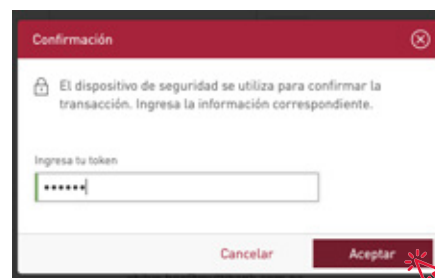 Confirmación
El dispositivo de seguridad se utiliza para confirmar la
transacción. Ingresa la información correspondiente.
Ingresa tu token
••••••
Cancelar
Aceptar